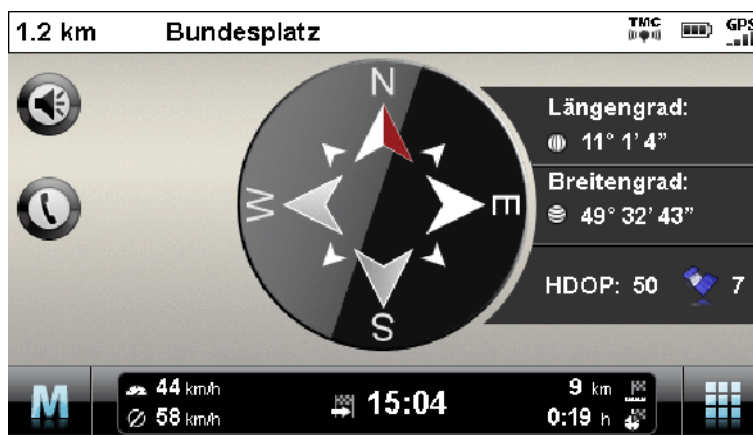 1.2 km Bundesplatz TMC GPS
N
W E
S
Längengrad:
11° 1' 4"
Breitengrad:
49° 32' 43"
HDOP: 50 7
M 44 km/h 15:04 9 km
58 km/h 0:19 h